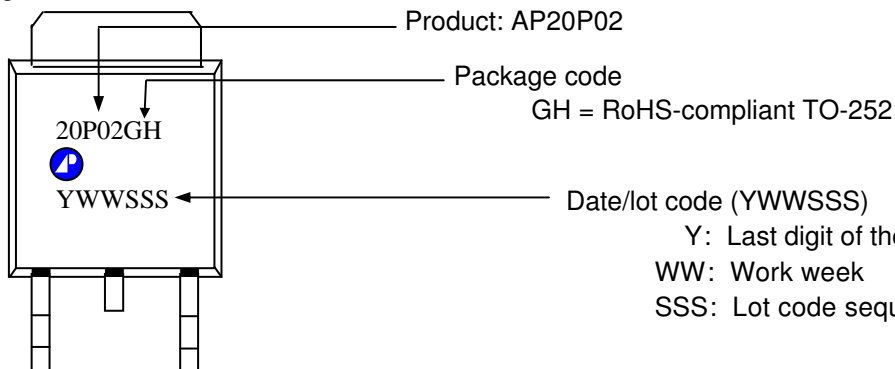 Product: AP20P02
Package code
GH = RoHS-compliant TO-252
20P02GH
YWWSSS
Date/lot code (YWWSSS)
Y: Last digit of the
WW: Work week
SSS: Lot code